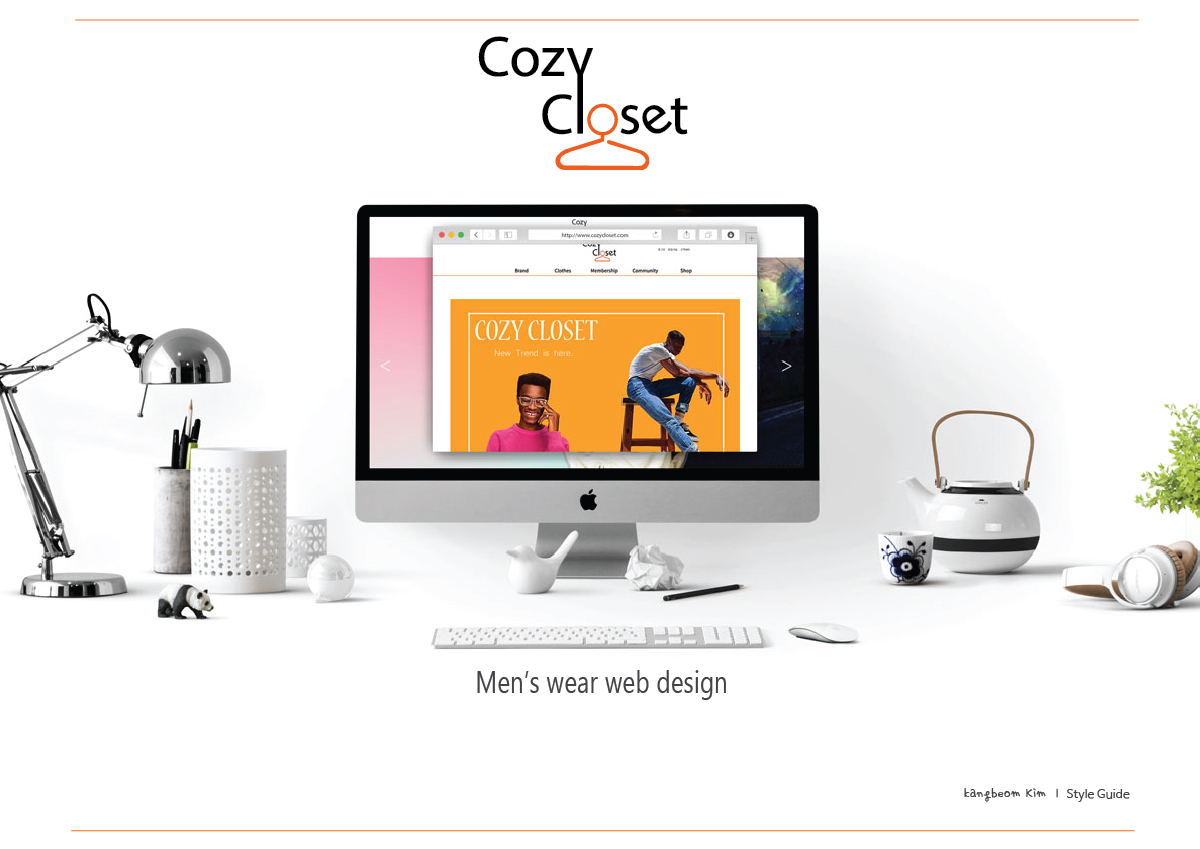 Cozy
Closet
Cozy
http://www.cozycloset.com
Cozy
Closet
Brand Clothes Membership Community Shop
COZY CLOSET
New Trend is here.
Men's wear web design
kangbeom Kim | Style Guide